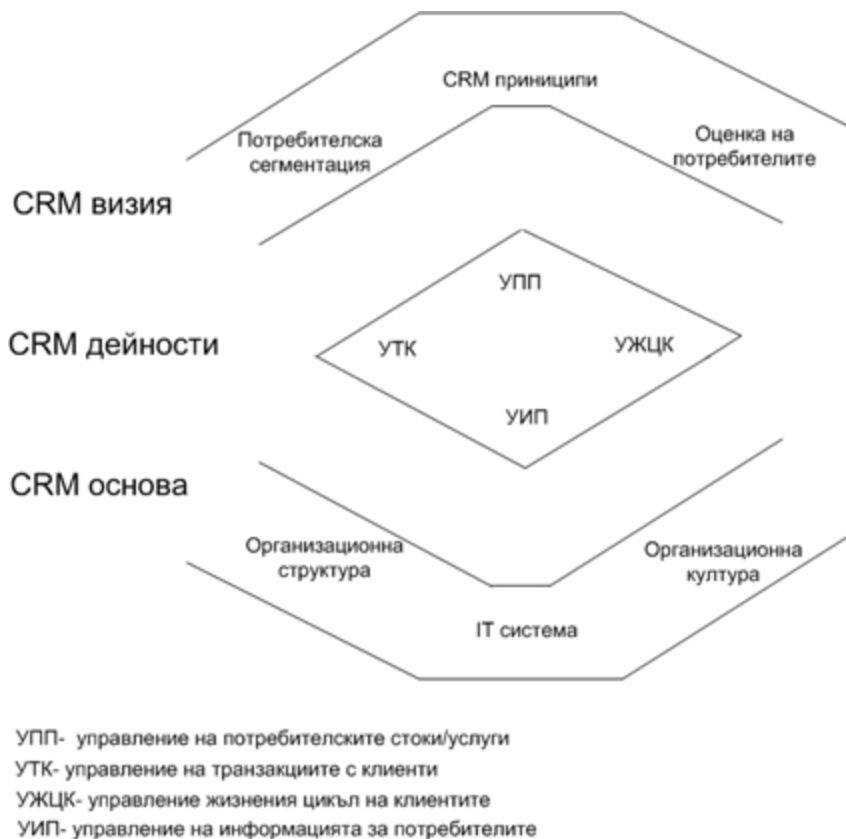 CRM приниципи
Потребителска
сегментация
Оценка на
потребителите
CRM визия
УПП
CRM дейности
УТК
УЖЦК
УИП
CRM основа
Организационна
структура
Организационна
култура
IT система
УПП- управление на потребителските стоки/услуги
УТК- управление на транзакциите с клиенти
УЖЦК- управление жизнения цикъл на клиентите
УИП- управление на информацията за потребителите